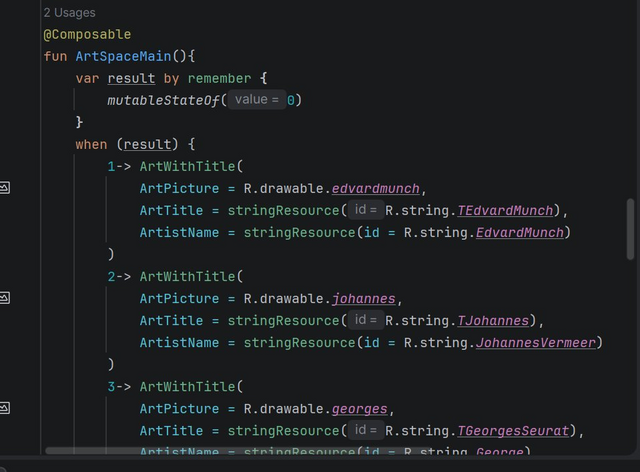 2 Usages
@Composable
fun ArtSpaceMain(){
var result by remember {
mutableStateOf( value = 0)
}
when (result) {
1-> ArtWithTitle(
ArtPicture = R.drawable.edvardmunch,
ArtTitle = stringResource( id = R.string.TEdvardMunch),
ArtistName = stringResource(id = R.string.EdvardMunch)
)
2-> ArtWithTitle(
ArtPicture = R.drawable.johannes,
ArtTitle = stringResource( id = R.string.TJohannes),
ArtistName = stringResource(id = R.string.JohannesVermeer)
)
3-> ArtWithTitle(
ArtPicture = R.drawable.georges,
ArtTitle = stringResource( id = R.string.TGeorgesSeurat),
ArtistName = stringResource(id = R.string.George)